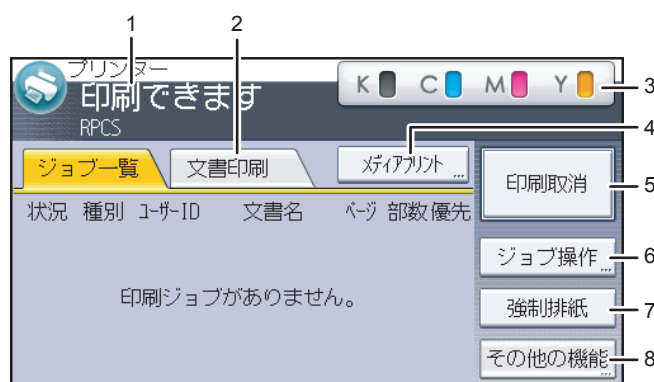 1 2
プリンター
印刷できます
RPCS
K C M Y 3
4
ジョブ一覧 文書印刷 メディアプリント ...
印刷取消 5
状況 種別 ユーザーID 文書名 ページ 部数 優先
ジョブ操作 ... 6
印刷ジョブがありません。
強制排紙 7
その他の機能 ... 8